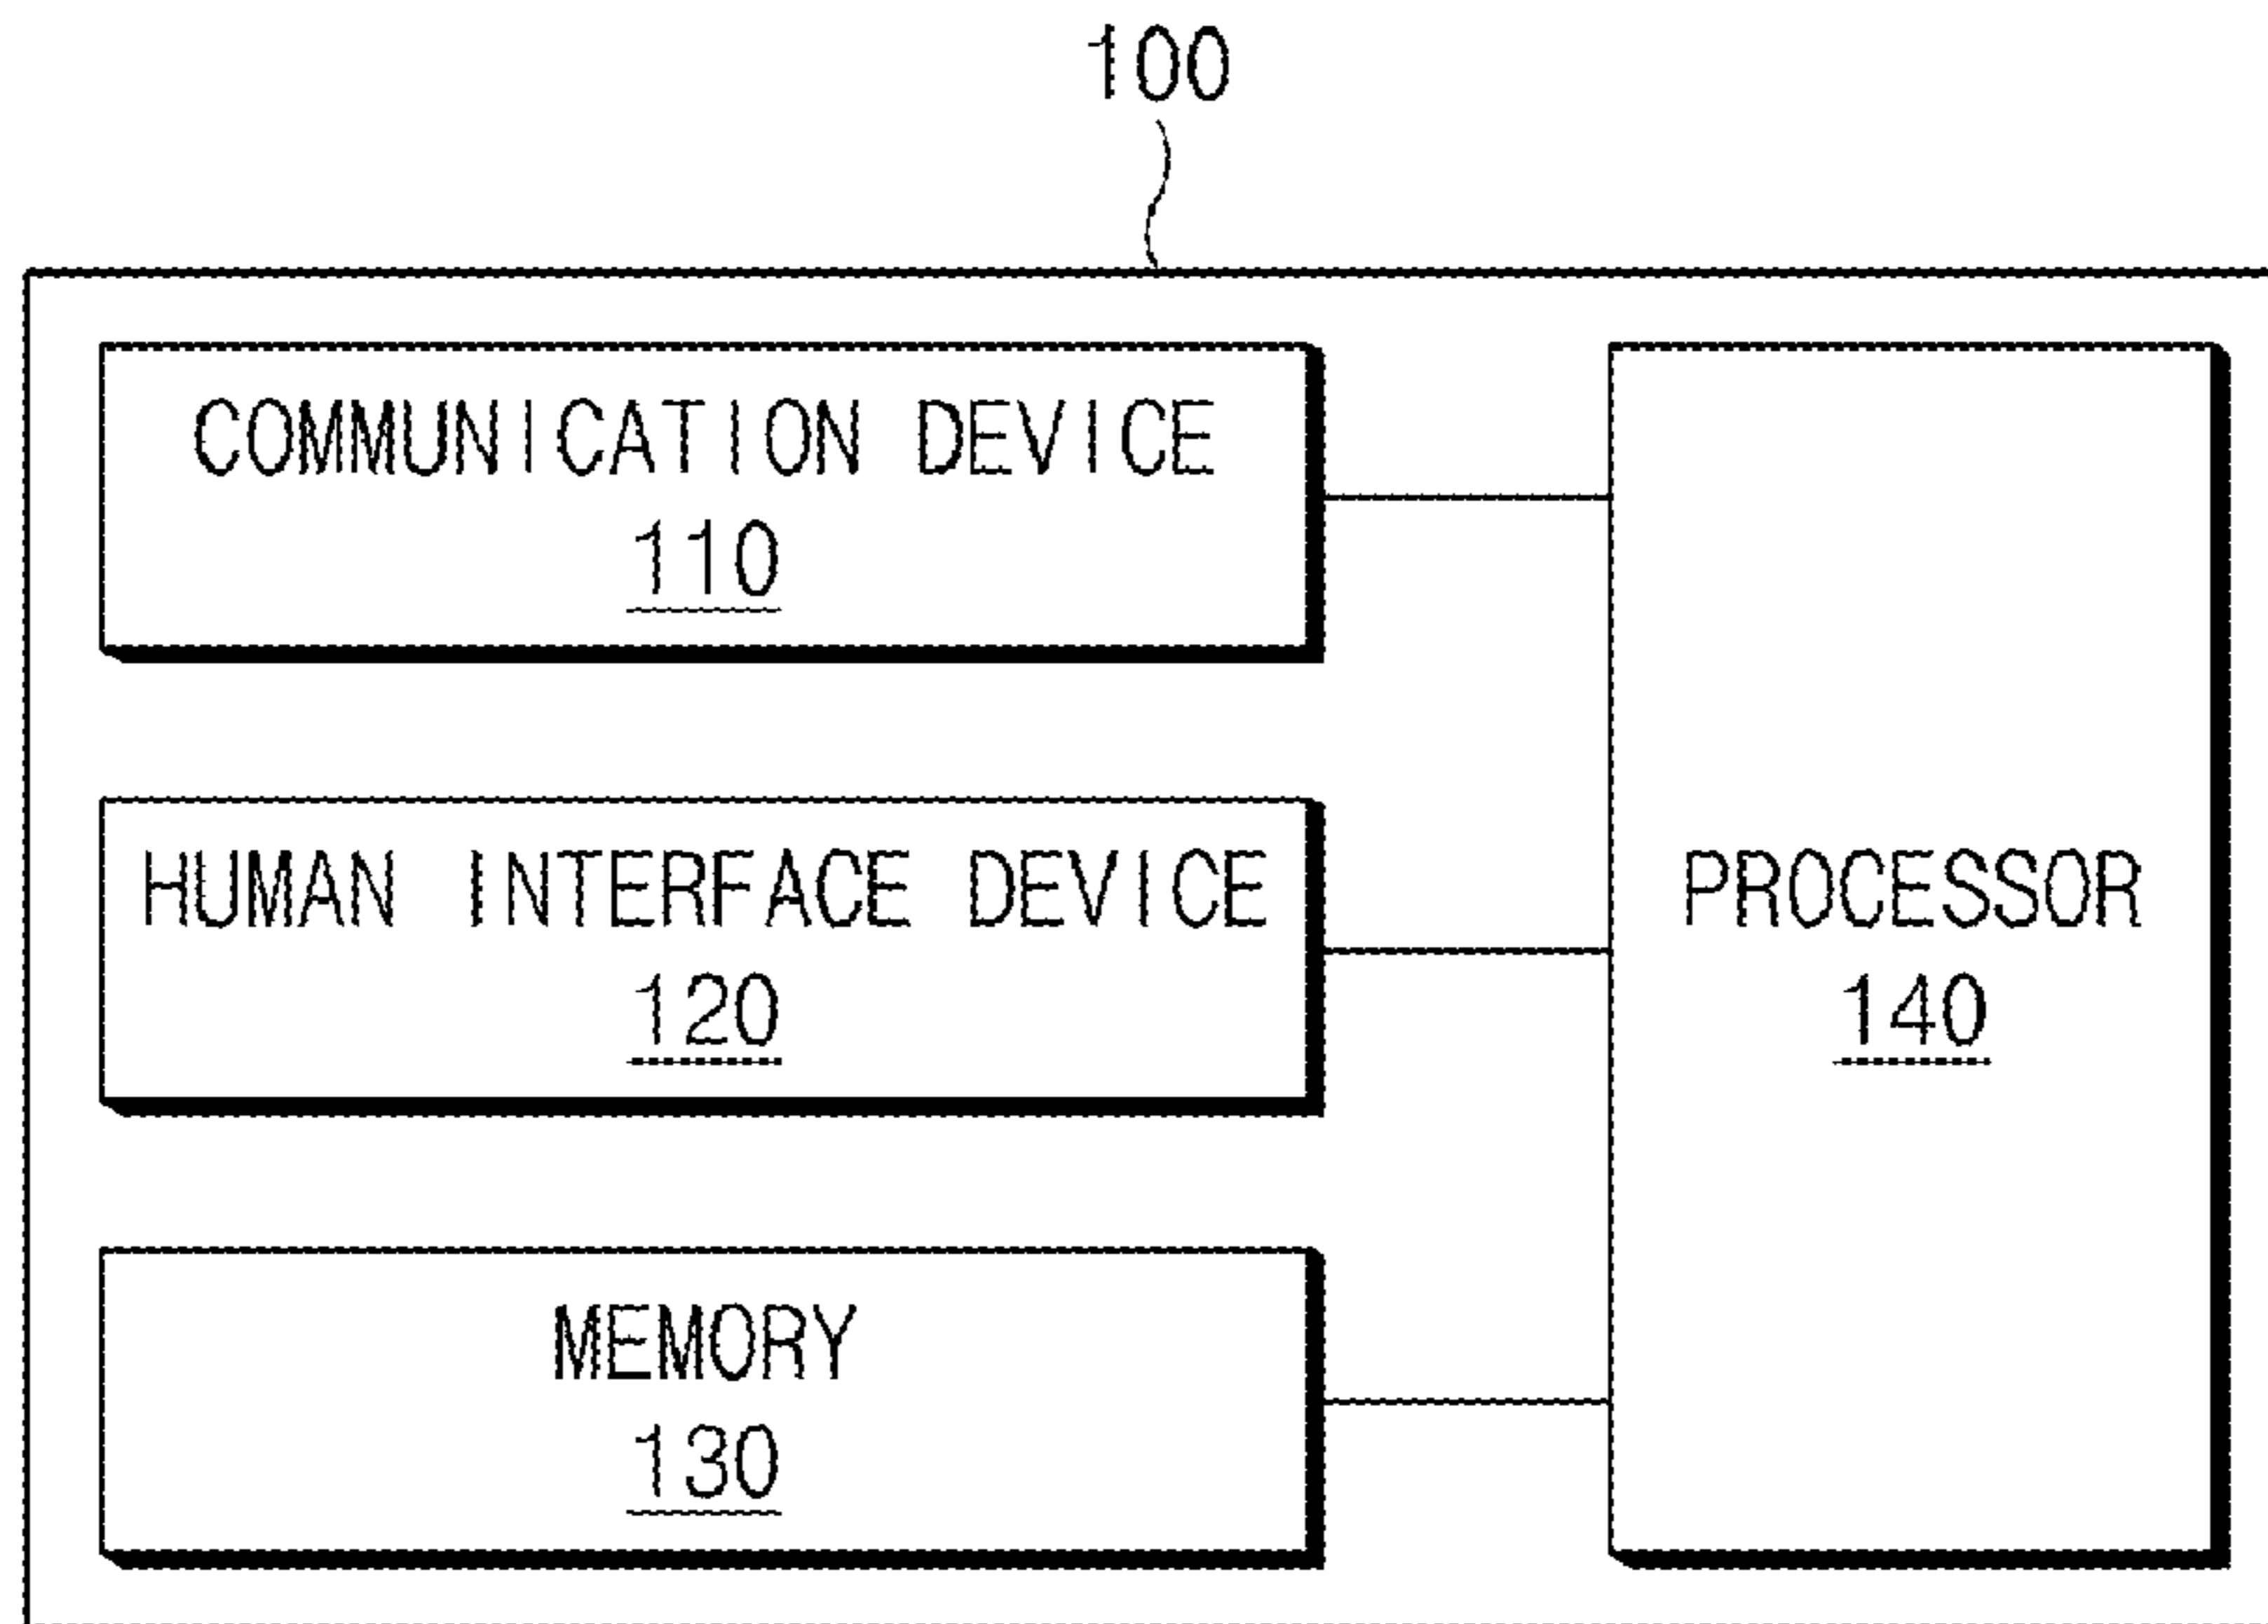 100
COMMUNICATION DEVICE
110
HUMAN INTERFACE DEVICE
120
MEMORY
130
PROCESSOR
140